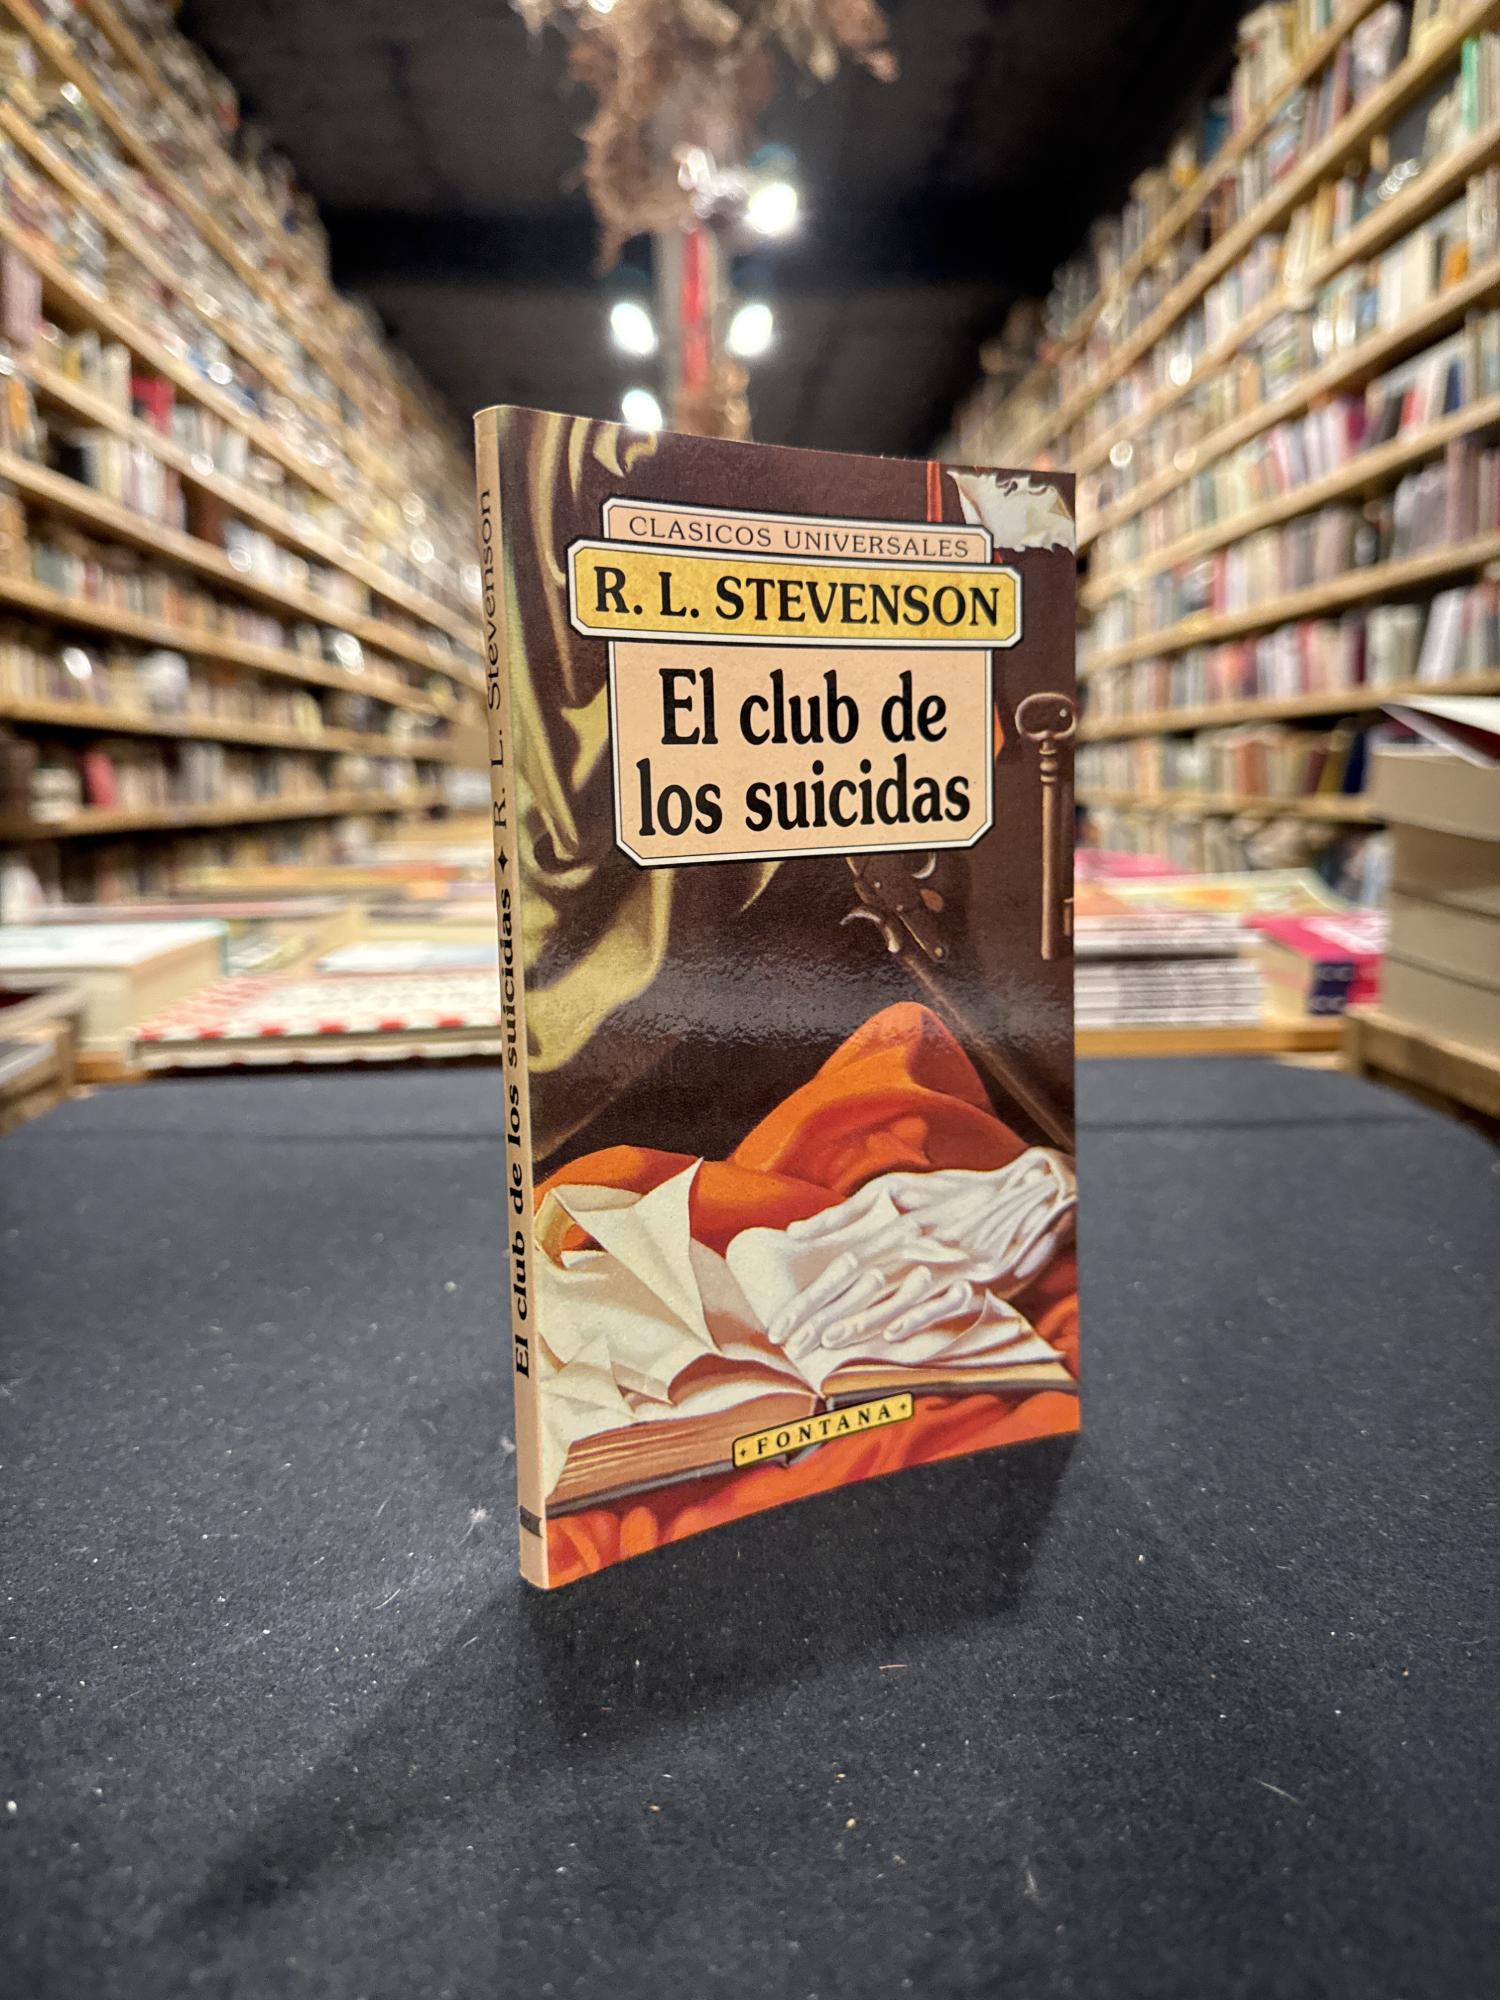 CLASICOS UNIVERSALES
R. L. STEVENSON
El club de
los suicidas
FONTANA
El club de los suicidas ✦ R. L. Stevenson